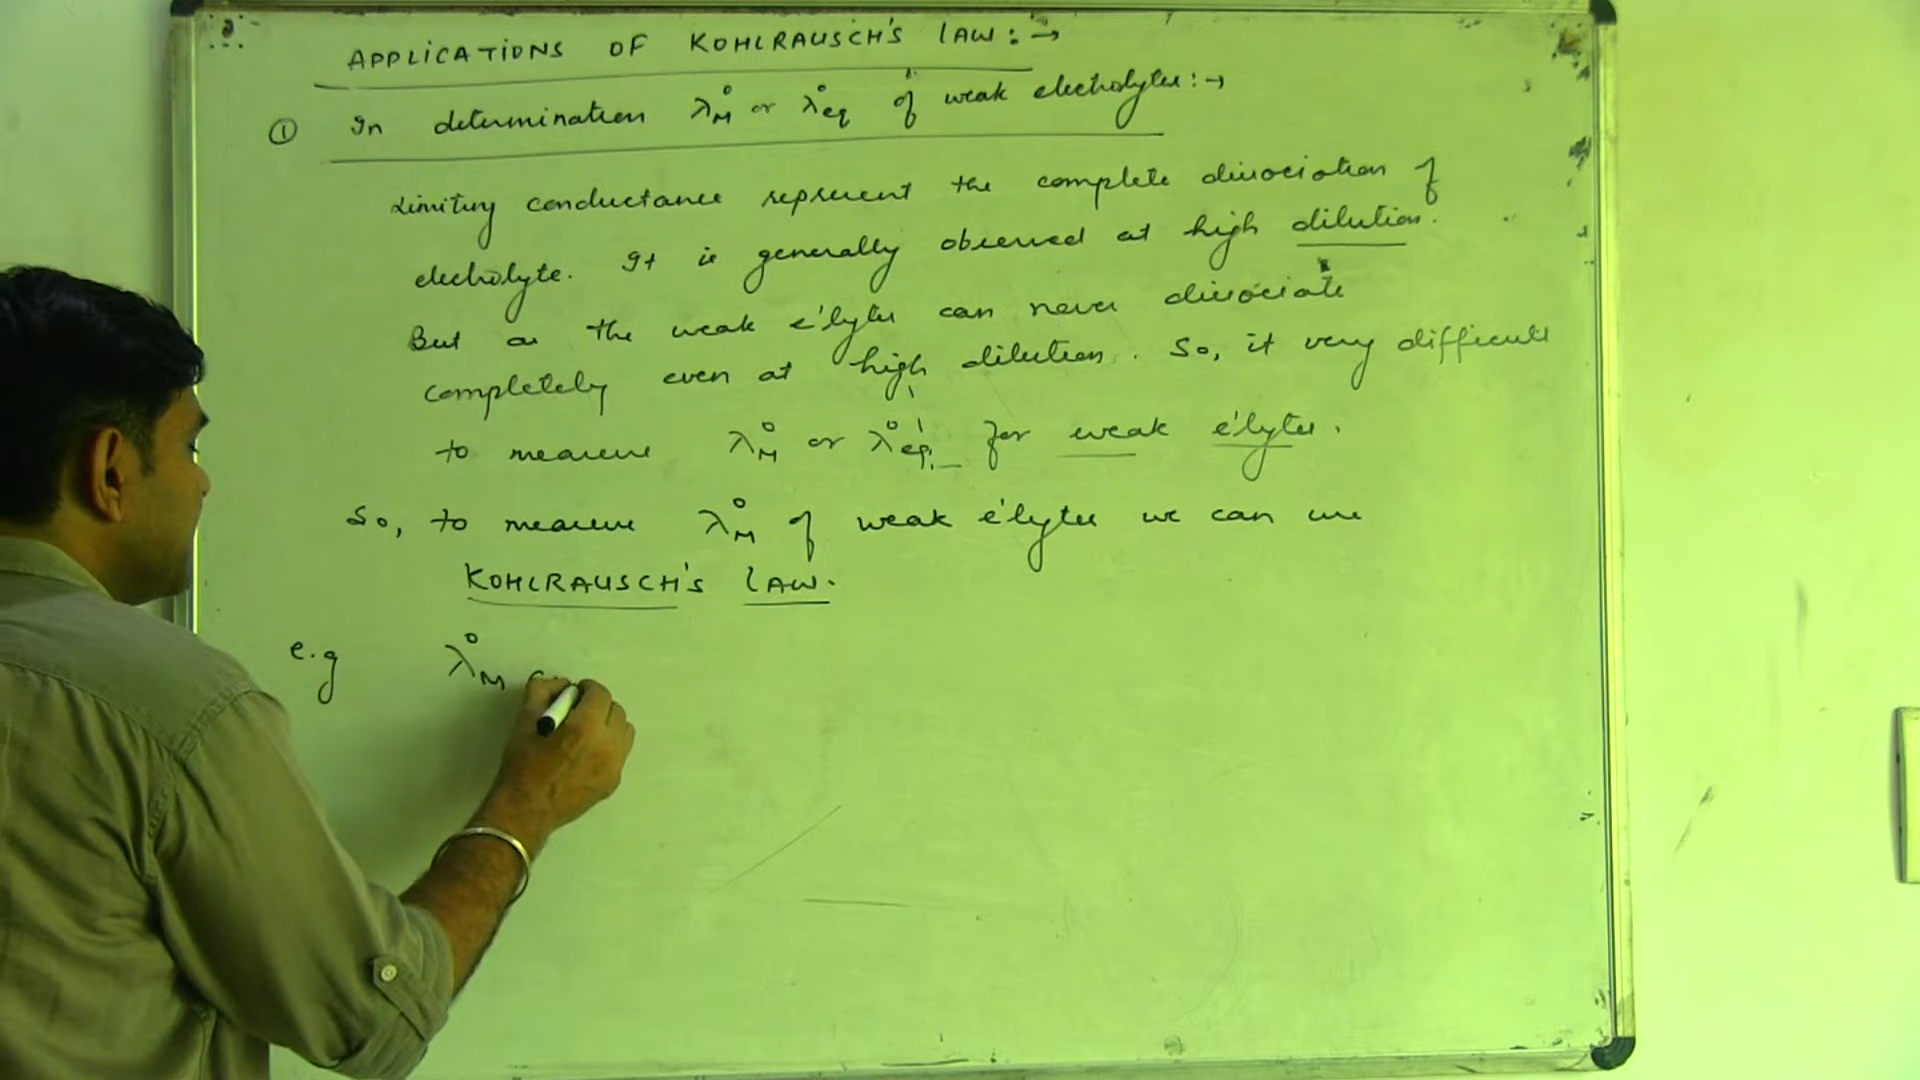 APPLICATIONS OF KOHLRAUSCH'S LAW :→
① In determination λ°M or λ°eq of weak electrolytes :→
Limiting conductance represent the complete dissociation of
electrolyte. It is generally observed at high dilution.
But as the weak e'lytes can never dissociate
completely even at high dilution. So, it very difficult
to measure λ°M or λ°eq. for weak e'lytes.
So, to measure λ°M of weak e'lytes we can use
KOHLRAUSCH'S LAW.
e.g λ°M